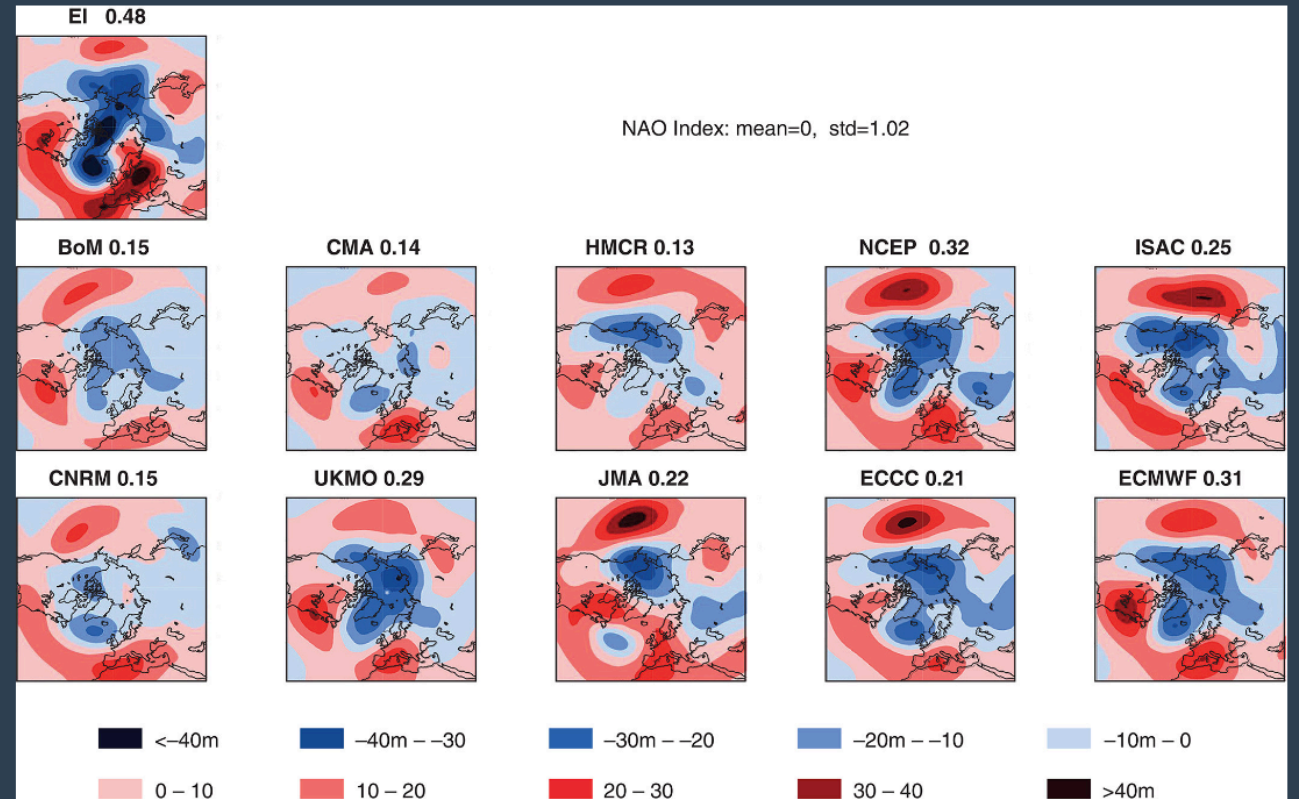 EI 0.48
NAO Index: mean=0, std=1.02
BoM 0.15
CMA 0.14
HMCR 0.13
NCEP 0.32
ISAC 0.25
CNRM 0.15
UKMO 0.29
JMA 0.22
ECCC 0.21
ECMWF 0.31
<–40m
–40m – –30
–30m – –20
–20m – –10
–10m – 0
0 – 10
10 – 20
20 – 30
30 – 40
>40m